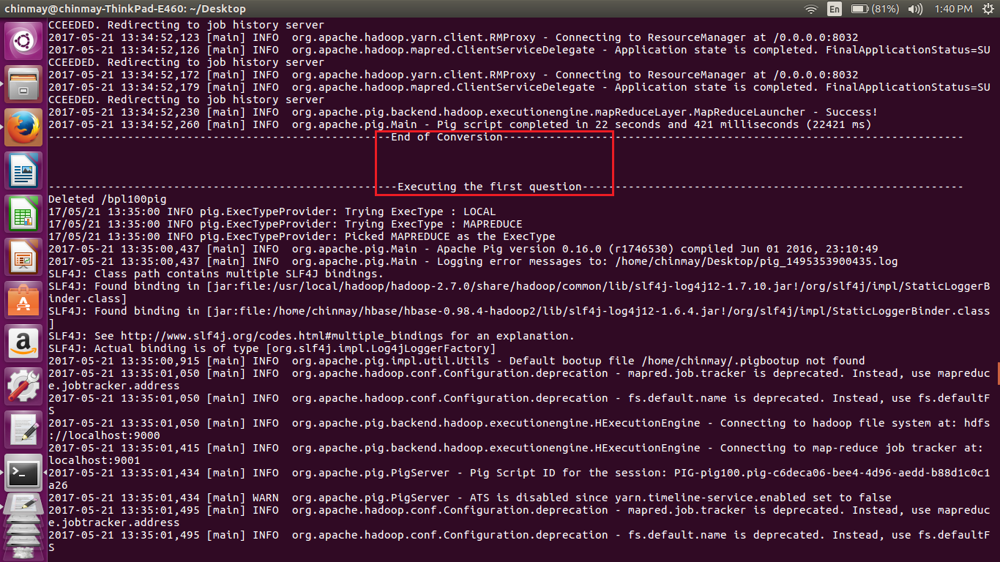 chinmay@chinmay-ThinkPad-E460: ~/Desktop
En
(81%)
1:40 PM
CCEEDED. Redirecting to job history server
2017-05-21 13:34:52,123 [main] INFO  org.apache.hadoop.yarn.client.RMProxy - Connecting to ResourceManager at /0.0.0.0:8032
2017-05-21 13:34:52,126 [main] INFO  org.apache.hadoop.mapred.ClientServiceDelegate - Application state is completed. FinalApplicationStatus=SU
CCEEDED. Redirecting to job history server
2017-05-21 13:34:52,172 [main] INFO  org.apache.hadoop.yarn.client.RMProxy - Connecting to ResourceManager at /0.0.0.0:8032
2017-05-21 13:34:52,179 [main] INFO  org.apache.hadoop.mapred.ClientServiceDelegate - Application state is completed. FinalApplicationStatus=SU
CCEEDED. Redirecting to job history server
2017-05-21 13:34:52,230 [main] INFO  org.apache.pig.backend.hadoop.executionengine.mapReduceLayer.MapReduceLauncher - Success!
2017-05-21 13:34:52,260 [main] INFO  org.apache.pig.Main - Pig script completed in 22 seconds and 421 milliseconds (22421 ms)
----------------------------------------------------End of Conversion----------------------------------------------------------------------
-----------------------------------------------------Executing the first question----------------------------------------------------------
Deleted /bpl100pig
17/05/21 13:35:00 INFO pig.ExecTypeProvider: Trying ExecType : LOCAL
17/05/21 13:35:00 INFO pig.ExecTypeProvider: Trying ExecType : MAPREDUCE
17/05/21 13:35:00 INFO pig.ExecTypeProvider: Picked MAPREDUCE as the ExecType
2017-05-21 13:35:00,437 [main] INFO  org.apache.pig.Main - Apache Pig version 0.16.0 (r1746530) compiled Jun 01 2016, 23:10:49
2017-05-21 13:35:00,437 [main] INFO  org.apache.pig.Main - Logging error messages to: /home/chinmay/Desktop/pig_1495353900435.log
SLF4J: Class path contains multiple SLF4J bindings.
SLF4J: Found binding in [jar:file:/usr/local/hadoop/hadoop-2.7.0/share/hadoop/common/lib/slf4j-log4j12-1.7.10.jar!/org/slf4j/impl/StaticLoggerB
inder.class]
SLF4J: Found binding in [jar:file:/home/chinmay/hbase/hbase-0.98.4-hadoop2/lib/slf4j-log4j12-1.6.4.jar!/org/slf4j/impl/StaticLoggerBinder.class
]
SLF4J: See http://www.slf4j.org/codes.html#multiple_bindings for an explanation.
SLF4J: Actual binding is of type [org.slf4j.impl.Log4jLoggerFactory]
2017-05-21 13:35:00,915 [main] INFO  org.apache.pig.impl.util.Utils - Default bootup file /home/chinmay/.pigbootup not found
2017-05-21 13:35:01,050 [main] INFO  org.apache.hadoop.conf.Configuration.deprecation - mapred.job.tracker is deprecated. Instead, use mapreduc
e.jobtracker.address
2017-05-21 13:35:01,050 [main] INFO  org.apache.hadoop.conf.Configuration.deprecation - fs.default.name is deprecated. Instead, use fs.defaultF
S
2017-05-21 13:35:01,050 [main] INFO  org.apache.pig.backend.hadoop.executionengine.HExecutionEngine - Connecting to hadoop file system at: hdfs
://localhost:9000
2017-05-21 13:35:01,415 [main] INFO  org.apache.pig.backend.hadoop.executionengine.HExecutionEngine - Connecting to map-reduce job tracker at:
localhost:9001
2017-05-21 13:35:01,434 [main] INFO  org.apache.pig.PigServer - Pig Script ID for the session: PIG-pig100.pig-c6deca06-bee4-4d96-aedd-b88d1c0c1
a26
2017-05-21 13:35:01,434 [main] WARN  org.apache.pig.PigServer - ATS is disabled since yarn.timeline-service.enabled set to false
2017-05-21 13:35:01,495 [main] INFO  org.apache.hadoop.conf.Configuration.deprecation - mapred.job.tracker is deprecated. Instead, use mapreduc
e.jobtracker.address
2017-05-21 13:35:01,495 [main] INFO  org.apache.hadoop.conf.Configuration.deprecation - fs.default.name is deprecated. Instead, use fs.defaultF
S